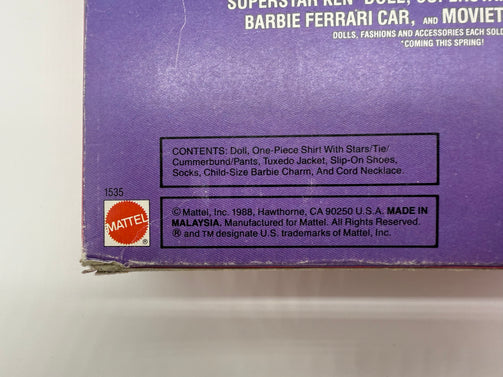 SUPERSTAR KEN DOLL,
BARBIE FERRARI CAR, AND
DOLLS, FASHIONS AND ACCESSORIES EACH
*COMING THIS SPRING!
CONTENTS: Doll, One-Piece Shirt With Stars/Tie/
Cummerbund/Pants, Tuxedo Jacket, Slip-On Shoes,
Socks, Child-Size Barbie Charm, And Cord Necklace.
1535
MATTEL
®
© Mattel, Inc. 1988, Hawthorne, CA 90250 U.S.A. MADE IN
MALAYSIA. Manufactured for Mattel. All Rights Reserved.
® and TM designate U.S. trademarks of Mattel, Inc.